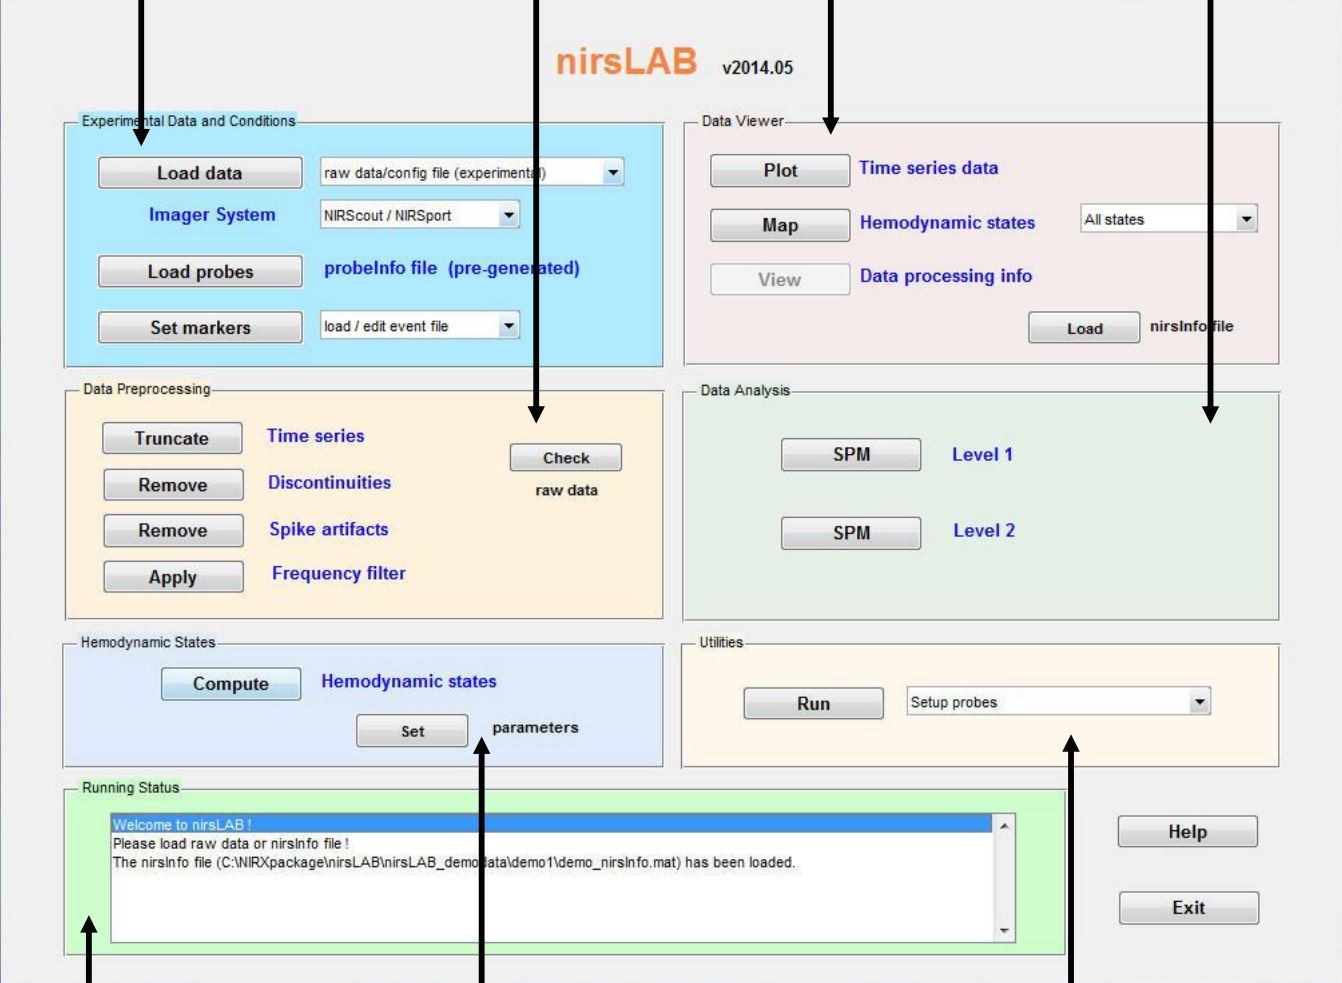 nirsLAB v2014.05
Experimental Data and Conditions
Load data raw data/config file (experimental)
Imager System NIRScout / NIRSport
Load probes probeInfo file (pre-generated)
Set markers load / edit event file
Data Viewer
Plot Time series data
Map Hemodynamic states All states
View Data processing info
Load nirsInfo file
Data Preprocessing
Truncate Time series
Remove Discontinuities
Remove Spike artifacts
Apply Frequency filter
Check
raw data
Data Analysis
SPM Level 1
SPM Level 2
Hemodynamic States
Compute Hemodynamic states
Set parameters
Utilities
Run Setup probes
Running Status
Welcome to nirsLAB !
Please load raw data or nirsInfo file !
The nirsInfo file (C:\NIRXpackage\nirsLAB\nirsLAB_demodata\demo1\demo_nirsInfo.mat) has been loaded.
Help
Exit